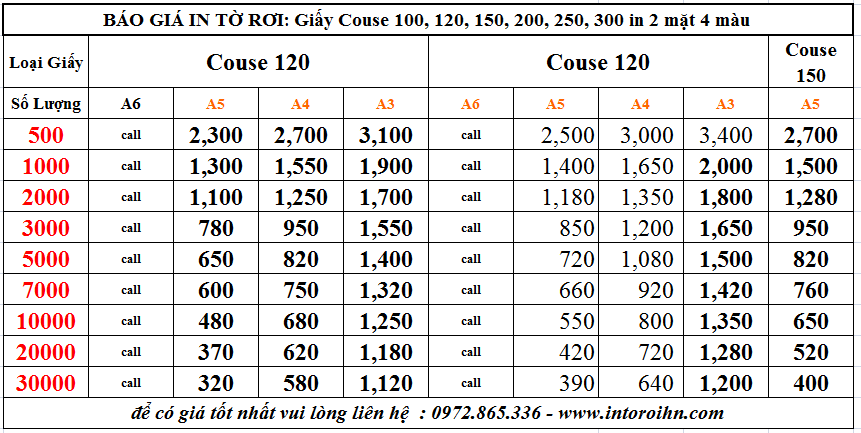 BÁO GIÁ IN TỜ RƠI: Giấy Couse 100, 120, 150, 200, 250, 300 in 2 mặt 4 màu
Loại Giấy Couse 120 Couse 120 Couse 150
Số Lượng A6 A5 A4 A3 A6 A5 A4 A3 A5
500 call 2,300 2,700 3,100 call 2,500 3,000 3,400 2,700
1000 call 1,300 1,550 1,900 call 1,400 1,650 2,000 1,500
2000 call 1,100 1,250 1,700 call 1,180 1,350 1,800 1,280
3000 call 780 950 1,550 call 850 1,200 1,650 950
5000 call 650 820 1,400 call 720 1,080 1,500 820
7000 call 600 750 1,320 call 660 920 1,420 760
10000 call 480 680 1,250 call 550 800 1,350 650
20000 call 370 620 1,180 call 420 720 1,280 520
30000 call 320 580 1,120 call 390 640 1,200 400
để có giá tốt nhất vui lòng liên hệ : 0972.865.336 - www.intoroihn.com